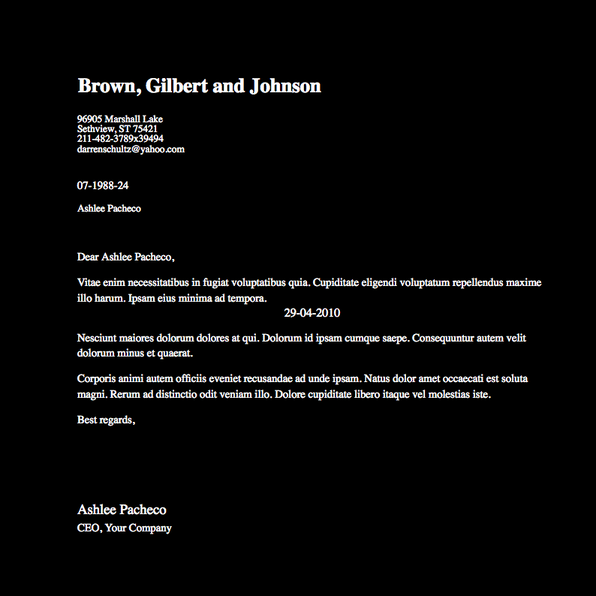 Brown, Gilbert and Johnson
96905 Marshall Lake
Sethview, ST 75421
211-482-3789x39494
darrenschultz@yahoo.com
07-1988-24
Ashlee Pacheco
Dear Ashlee Pacheco,
Vitae enim necessitatibus in fugiat voluptatibus quia. Cupiditate eligendi voluptatum repellendus maxime
illo harum. Ipsam eius minima ad tempora.
29-04-2010
Nesciunt maiores dolorum dolores at qui. Dolorum id ipsam cumque saepe. Consequuntur autem velit
dolorum minus et quaerat.
Corporis animi autem officiis eveniet recusandae ad unde ipsam. Natus dolor amet occaecati est soluta
magni. Rerum ad distinctio odit veniam illo. Dolore cupiditate libero itaque vel molestias iste.
Best regards,
Ashlee Pacheco
CEO, Your Company